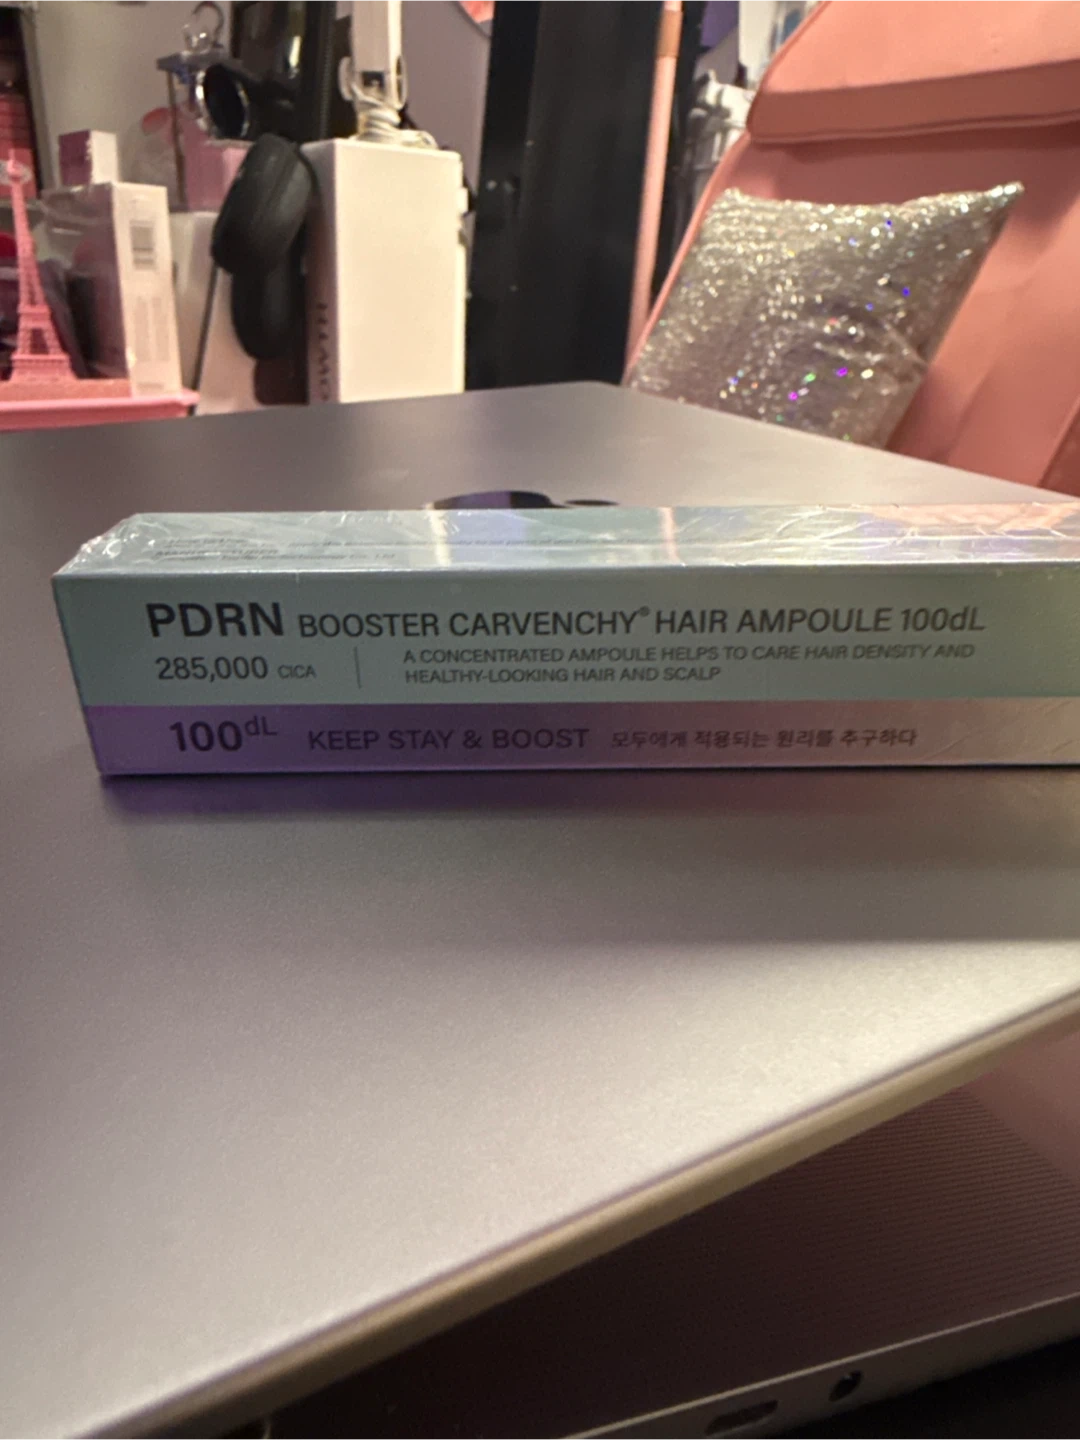 PDRN BOOSTER CARVENCHY® HAIR AMPOULE 100dL
285,000 CICA
A CONCENTRATED AMPOULE HELPS TO CARE HAIR DENSITY AND
HEALTHY-LOOKING HAIR AND SCALP
100dL KEEP STAY & BOOST 모두에게 적용되는 원리를 추구하다